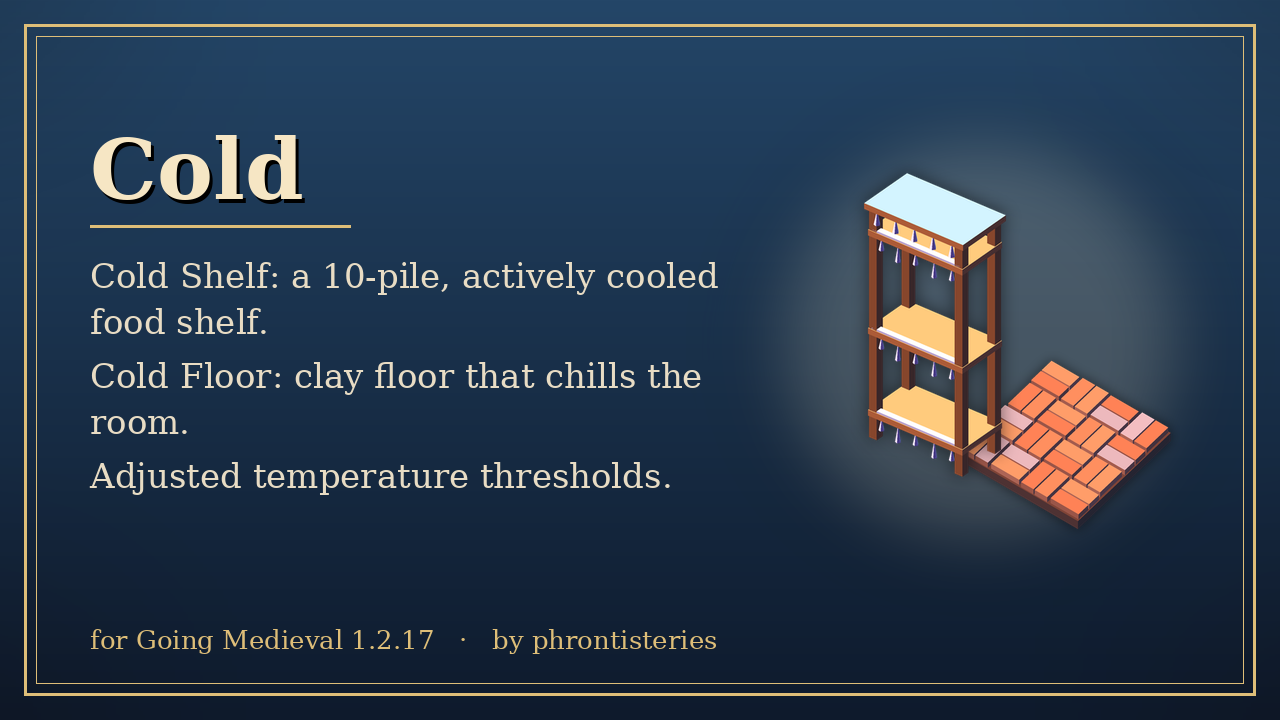 Cold
Cold Shelf: a 10-pile, actively cooled
food shelf.
Cold Floor: clay floor that chills the
room.
Adjusted temperature thresholds.
for Going Medieval 1.2.17 · by phrontisteries